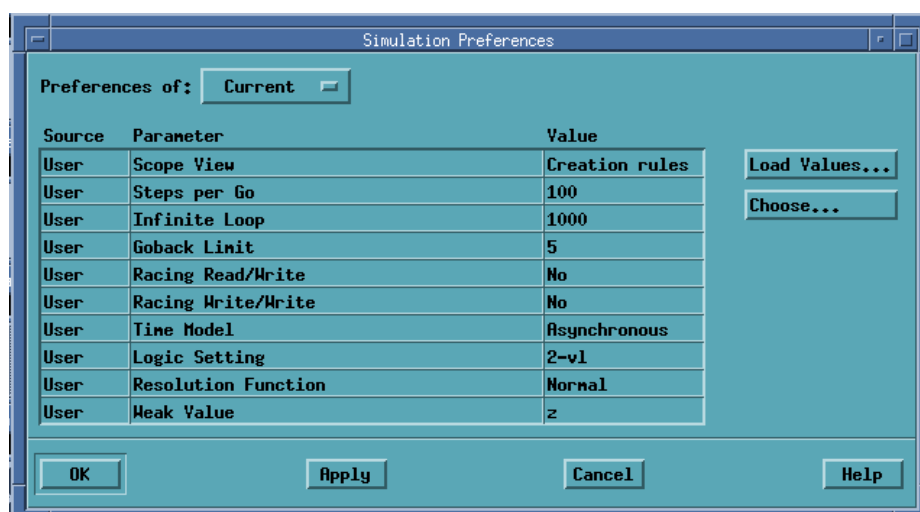 Simulation Preferences
Preferences of: Current
Source Parameter Value
User Scope View Creation rules
User Steps per Go 100
User Infinite Loop 1000
User Goback Limit 5
User Racing Read/Write No
User Racing Write/Write No
User Time Model Asynchronous
User Logic Setting 2-vl
User Resolution Function Normal
User Weak Value z
Load Values...
Choose...
OK Apply Cancel Help